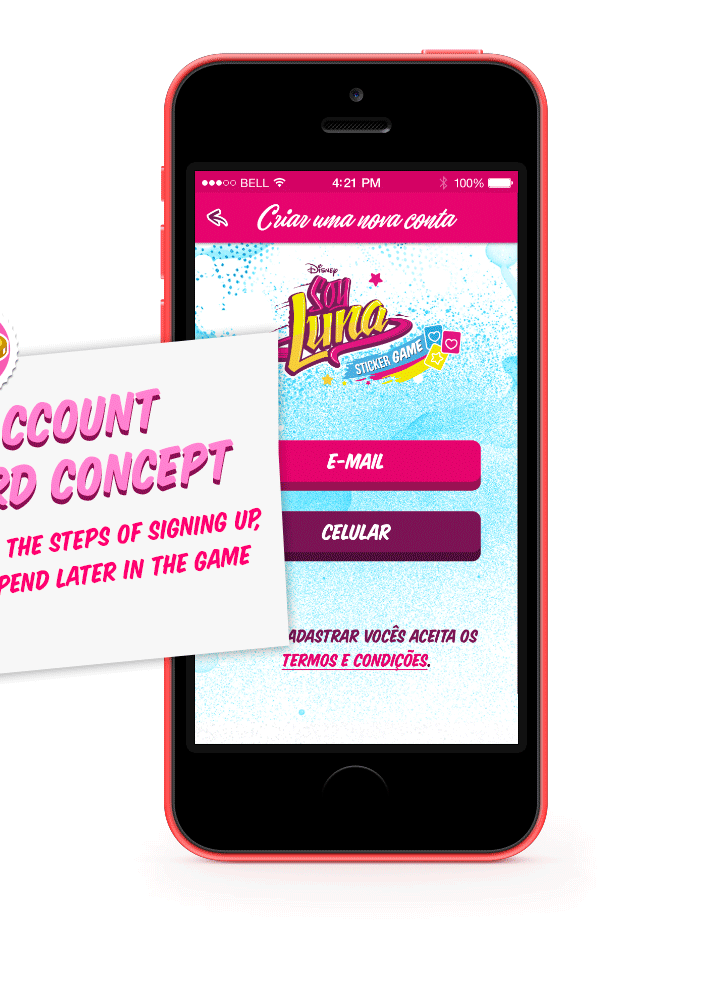 BELL 4:21 PM 100%
Criar uma nova conta
Disney
SOY
Luna
STICKER GAME
CCOUNT
RD CONCEPT
THE STEPS OF SIGNING UP,
PEND LATER IN THE GAME
E-MAIL
CELULAR
ADASTRAR VOCÊS ACEITA OS
TERMOS E CONDIÇÕES.